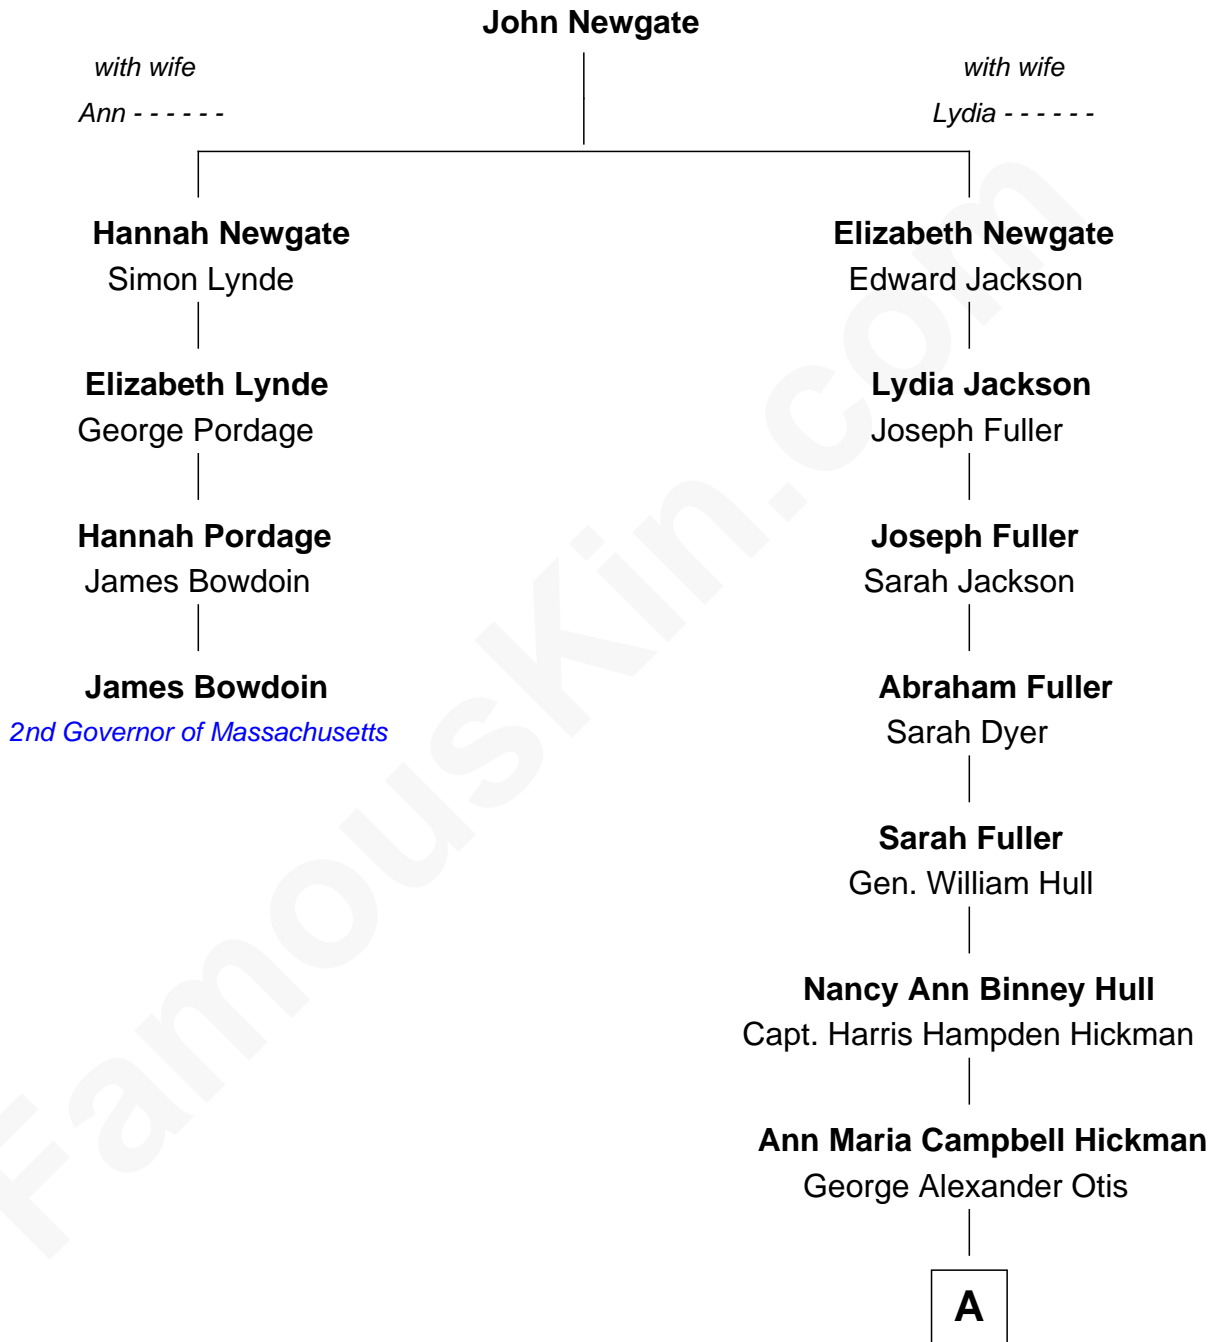 John Newgate
with wife
Ann - - - - - -
with wife
Lydia - - - - - -
Hannah Newgate
Simon Lynde
Elizabeth Lynde
George Pordage
Hannah Pordage
James Bowdoin
James Bowdoin
2nd Governor of Massachusetts
Elizabeth Newgate
Edward Jackson
Lydia Jackson
Joseph Fuller
Joseph Fuller
Sarah Jackson
Abraham Fuller
Sarah Dyer
Sarah Fuller
Gen. William Hull
Nancy Ann Binney Hull
Capt. Harris Hampden Hickman
Ann Maria Campbell Hickman
George Alexander Otis
A
FamousKin.com